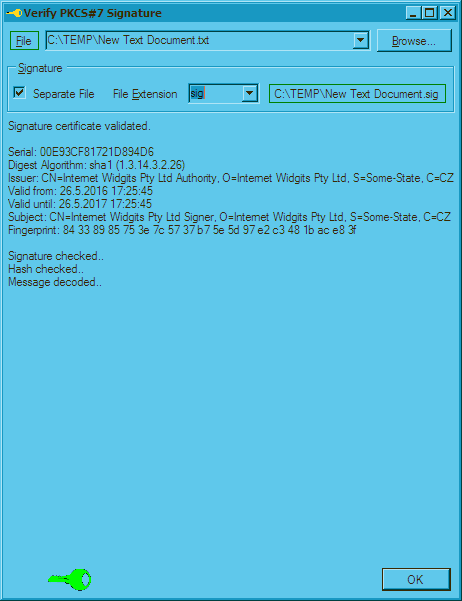 Verify PKCS#7 Signature
File C:\TEMP\New Text Document.txt Browse...
Signature
Separate File File Extension sig C:\TEMP\New Text Document.sig
Signature certificate validated.
Serial: 00E93CF81721D894D6
Digest Algorithm: sha1 (1.3.14.3.2.26)
Issuer: CN=Internet Widgits Pty Ltd Authority, O=Internet Widgits Pty Ltd, S=Some-State, C=CZ
Valid from: 26.5.2016 17:25:45
Valid until: 26.5.2017 17:25:45
Subject: CN=Internet Widgits Pty Ltd Signer, O=Internet Widgits Pty Ltd, S=Some-State, C=CZ
Fingerprint: 84 33 89 85 75 3e 7c 57 37 b7 5e 5d 97 e2 c3 48 1b ac e8 3f
Signature checked..
Hash checked..
Message decoded..
OK